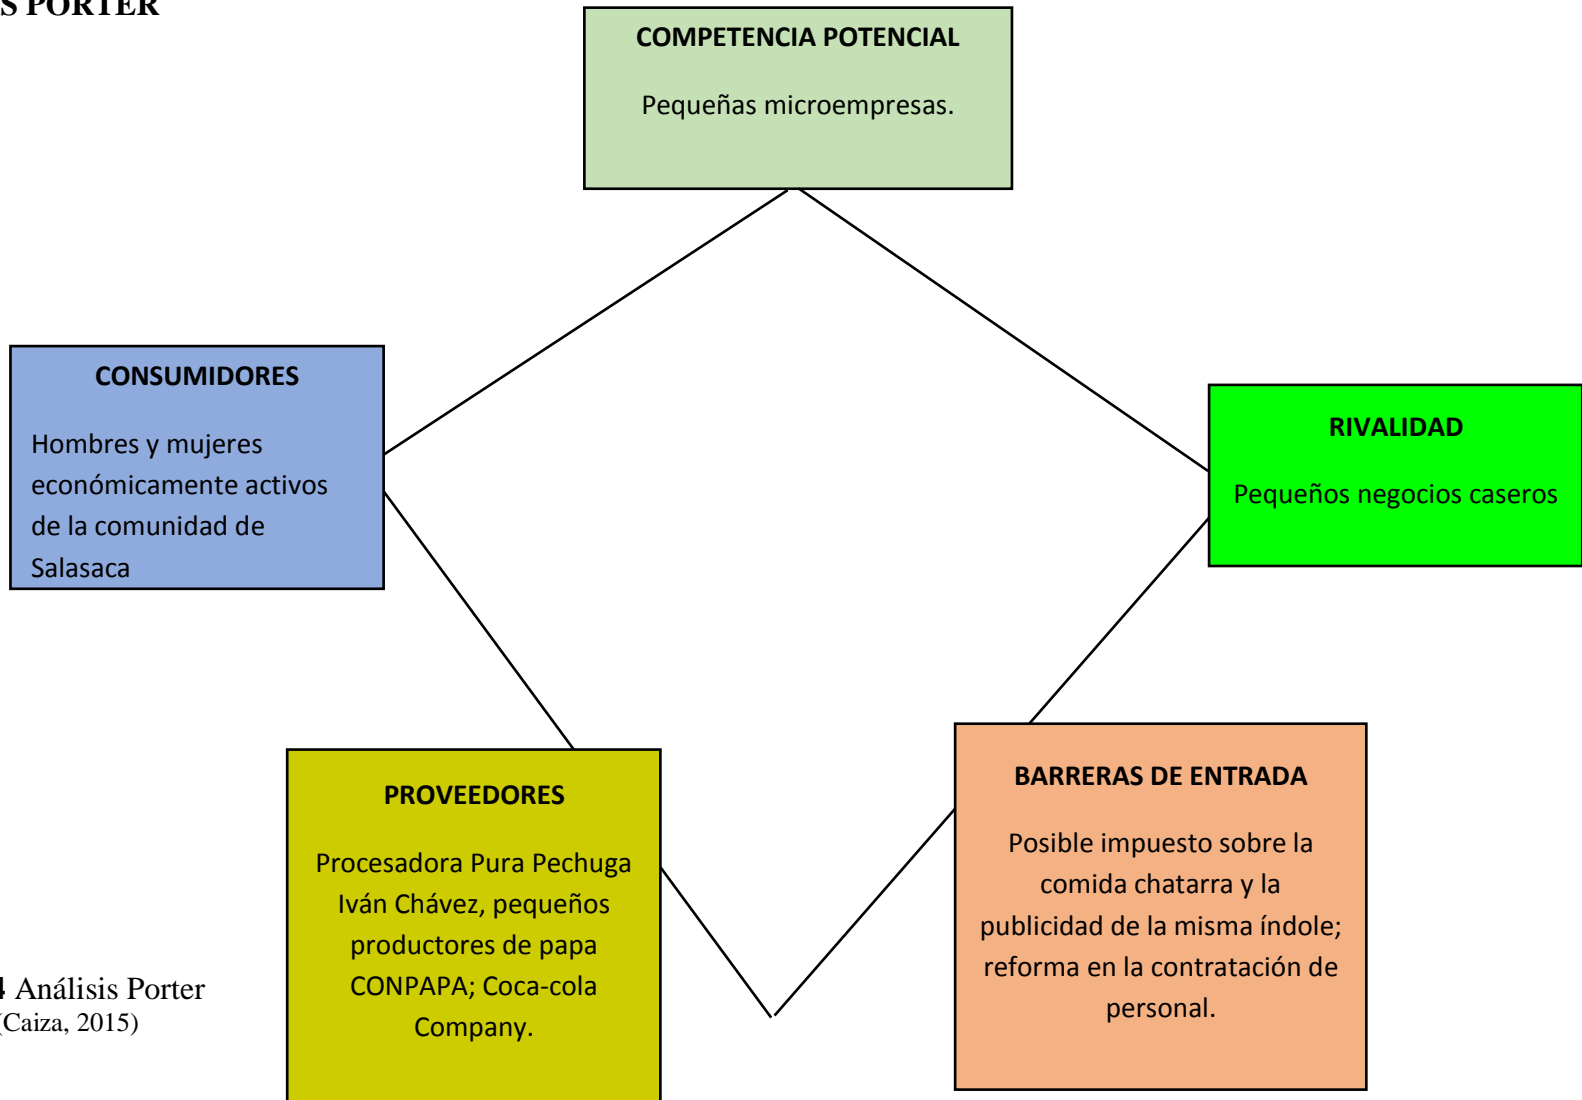 S PORTER
COMPETENCIA POTENCIAL
Pequeñas microempresas.
CONSUMIDORES
Hombres y mujeres
económicamente activos
de la comunidad de
Salasaca
RIVALIDAD
Pequeños negocios caseros
PROVEEDORES
Procesadora Pura Pechuga
Iván Chávez, pequeños
productores de papa
CONPAPA; Coca-cola
Company.
BARRERAS DE ENTRADA
Posible impuesto sobre la
comida chatarra y la
publicidad de la misma índole;
reforma en la contratación de
personal.
4 Análisis Porter
(Caiza, 2015)